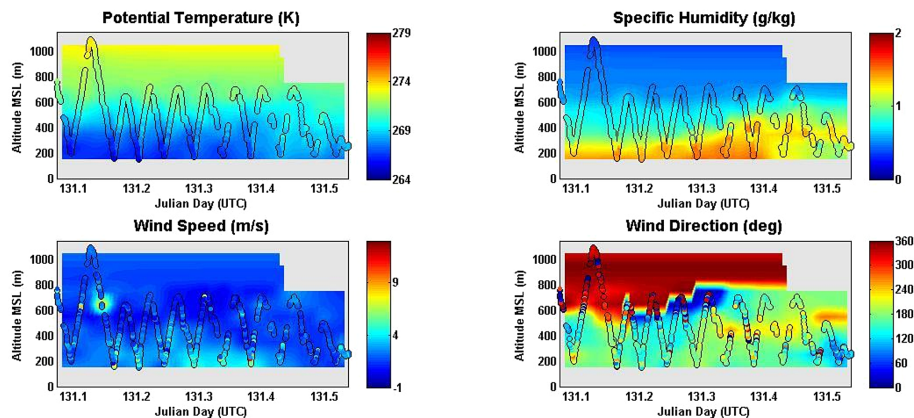 Potential Temperature (K)
1000
800
600
400
200
0
Altitude MSL (m)
131.1 131.2 131.3 131.4 131.5
Julian Day (UTC)
279
274
269
264
Specific Humidity (g/kg)
1000
800
600
400
200
0
Altitude MSL (m)
131.1 131.2 131.3 131.4 131.5
Julian Day (UTC)
2
1
0
Wind Speed (m/s)
1000
800
600
400
200
0
Altitude MSL (m)
131.1 131.2 131.3 131.4 131.5
Julian Day (UTC)
9
4
-1
Wind Direction (deg)
1000
800
600
400
200
0
Altitude MSL (m)
131.1 131.2 131.3 131.4 131.5
Julian Day (UTC)
360
300
240
180
120
60
0